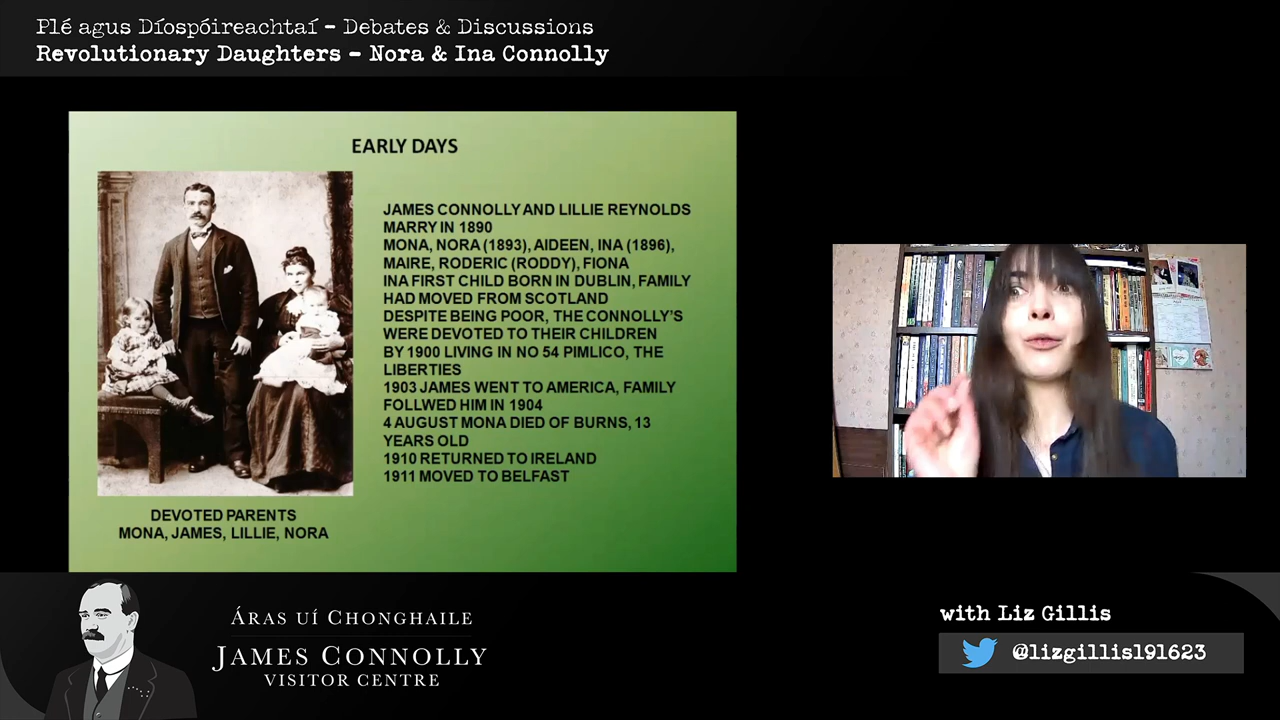 Plé agus Díospóireachtaí – Debates & Discussions
Revolutionary Daughters – Nora & Ina Connolly
EARLY DAYS
JAMES CONNOLLY AND LILLIE REYNOLDS
MARRY IN 1890
MONA, NORA (1893), AIDEEN, INA (1896),
MAIRE, RODERIC (RODDY), FIONA
INA FIRST CHILD BORN IN DUBLIN, FAMILY
HAD MOVED FROM SCOTLAND
DESPITE BEING POOR, THE CONNOLLY'S
WERE DEVOTED TO THEIR CHILDREN
BY 1900 LIVING IN NO 54 PIMLICO, THE
LIBERTIES
1903 JAMES WENT TO AMERICA, FAMILY
FOLLWED HIM IN 1904
4 AUGUST MONA DIED OF BURNS, 13
YEARS OLD
1910 RETURNED TO IRELAND
1911 MOVED TO BELFAST
DEVOTED PARENTS
MONA, JAMES, LILLIE, NORA
ÁRAS UÍ CHONGHAILE
JAMES CONNOLLY
VISITOR CENTRE
with Liz Gillis
@lizgillis191623